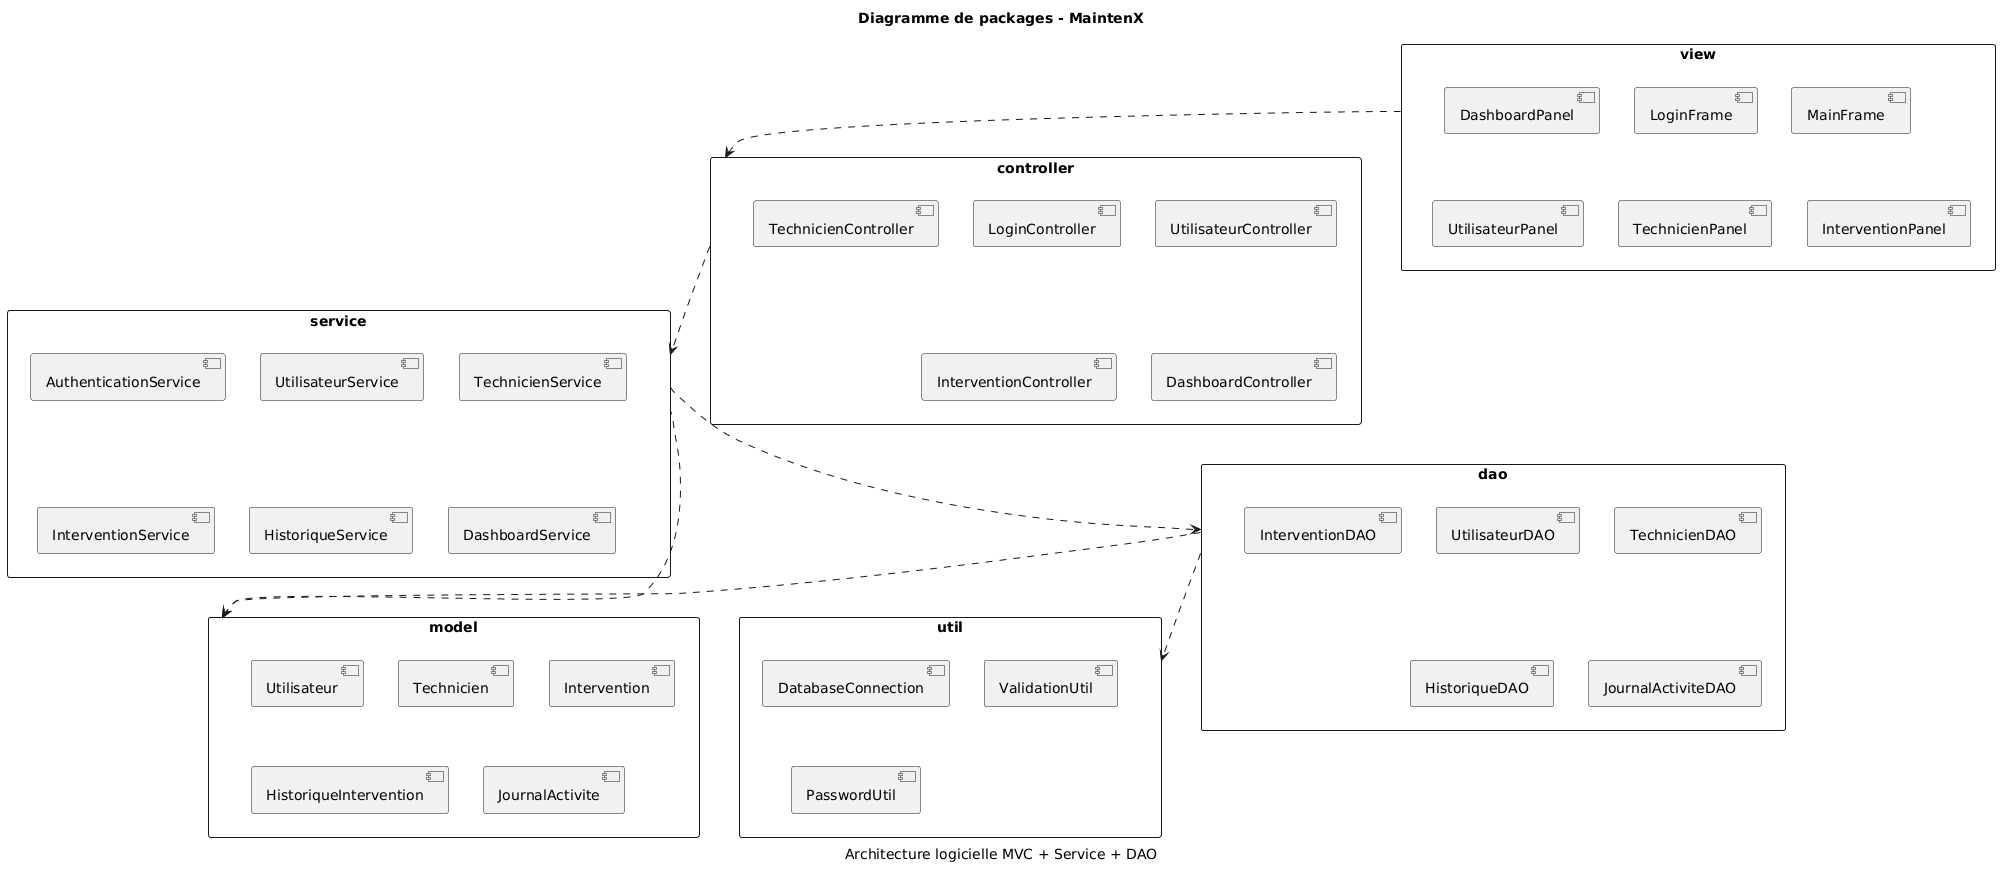 Diagramme de packages - MaintenX
view
DashboardPanel
LoginFrame
MainFrame
UtilisateurPanel
TechnicienPanel
InterventionPanel
controller
TechnicienController
LoginController
UtilisateurController
InterventionController
DashboardController
service
AuthenticationService
UtilisateurService
TechnicienService
InterventionService
HistoriqueService
DashboardService
dao
InterventionDAO
UtilisateurDAO
TechnicienDAO
HistoriqueDAO
JournalActiviteDAO
model
Utilisateur
Technicien
Intervention
HistoriqueIntervention
JournalActivite
util
DatabaseConnection
ValidationUtil
PasswordUtil
Architecture logicielle MVC + Service + DAO